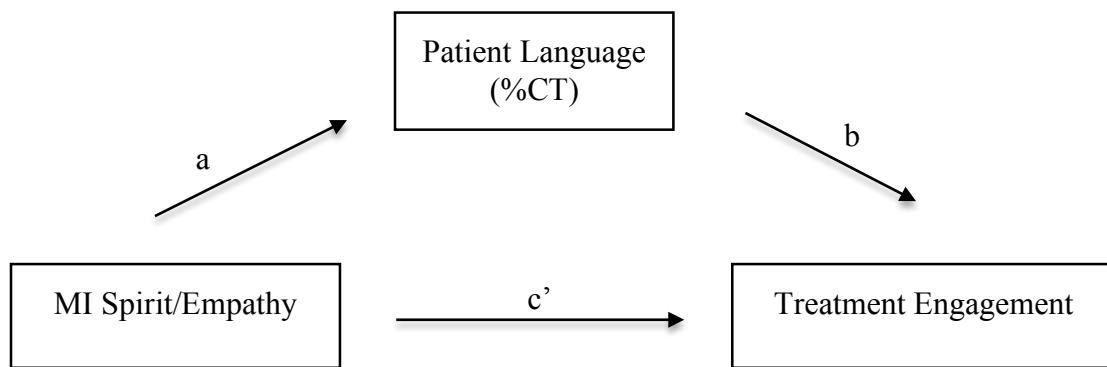 Patient Language
(%CT)
a
b
MI Spirit/Empathy
c’
Treatment Engagement